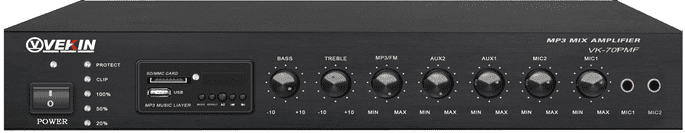 VEKIN
PROTECT
CLIP
100%
50%
20%
POWER
SD/MMC CARD
USB
MP3 MUSIC LIAYER
MP3 MIX AMPLIFIER
VK-70PMF
BASS TREBLE MP3/FM AUX2 AUX1 MIC2 MIC1
-10 +10 -10 +10 MIN MAX MIN MAX MIN MAX MIN MAX MIN MAX
MIC1 MIC2